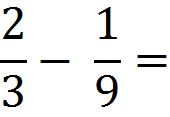 2/3 − 1/9 =